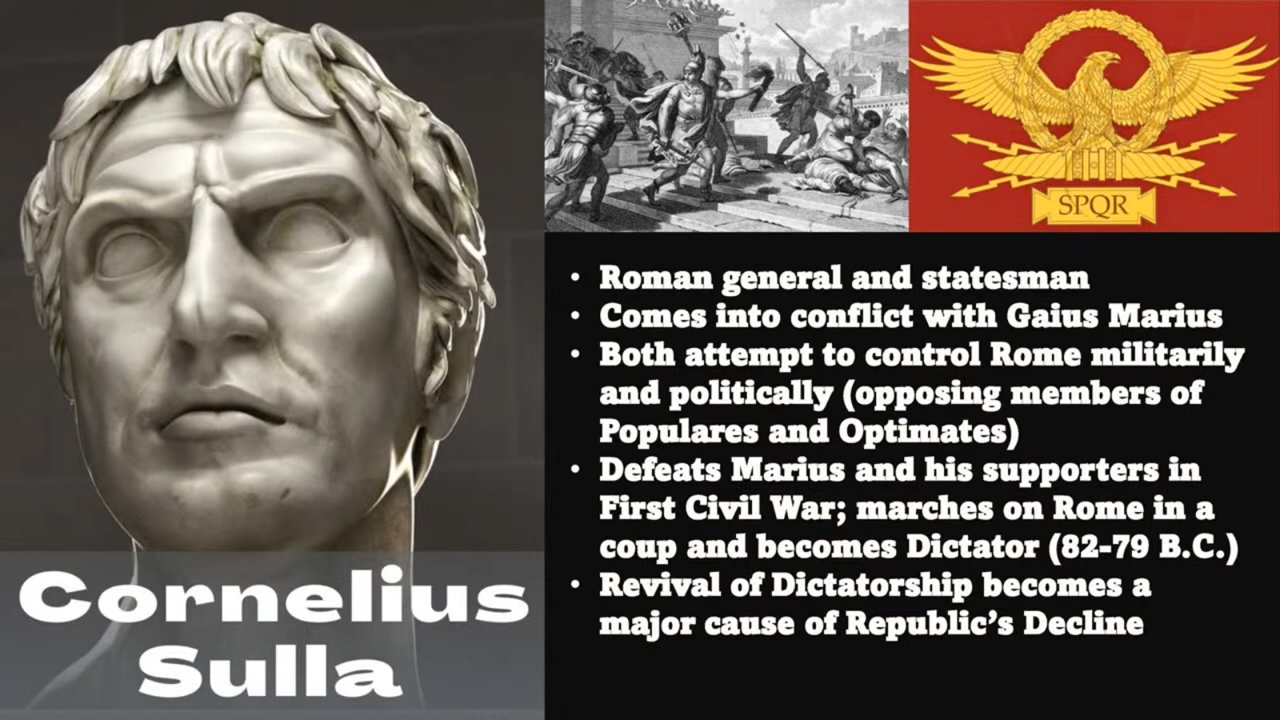 SPQR
• Roman general and statesman
• Comes into conflict with Gaius Marius
• Both attempt to control Rome militarily
and politically (opposing members of
Populares and Optimates)
• Defeats Marius and his supporters in
First Civil War; marches on Rome in a
coup and becomes Dictator (82-79 B.C.)
• Revival of Dictatorship becomes a
major cause of Republic’s Decline
Cornelius
Sulla